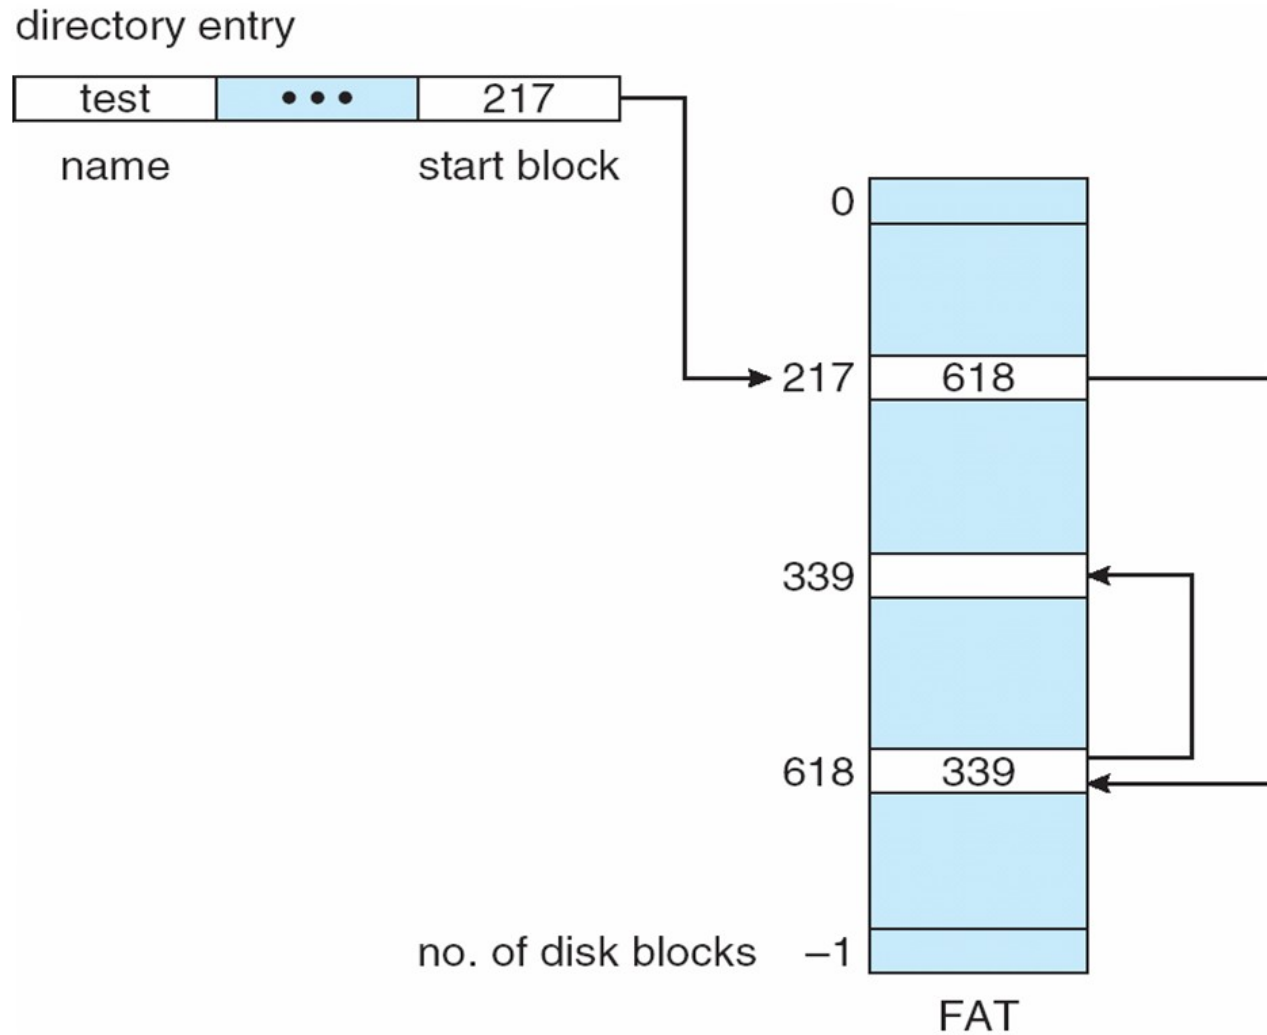 directory entry
test ••• 217
name start block
0
217 618
339
618 339
no. of disk blocks –1
FAT